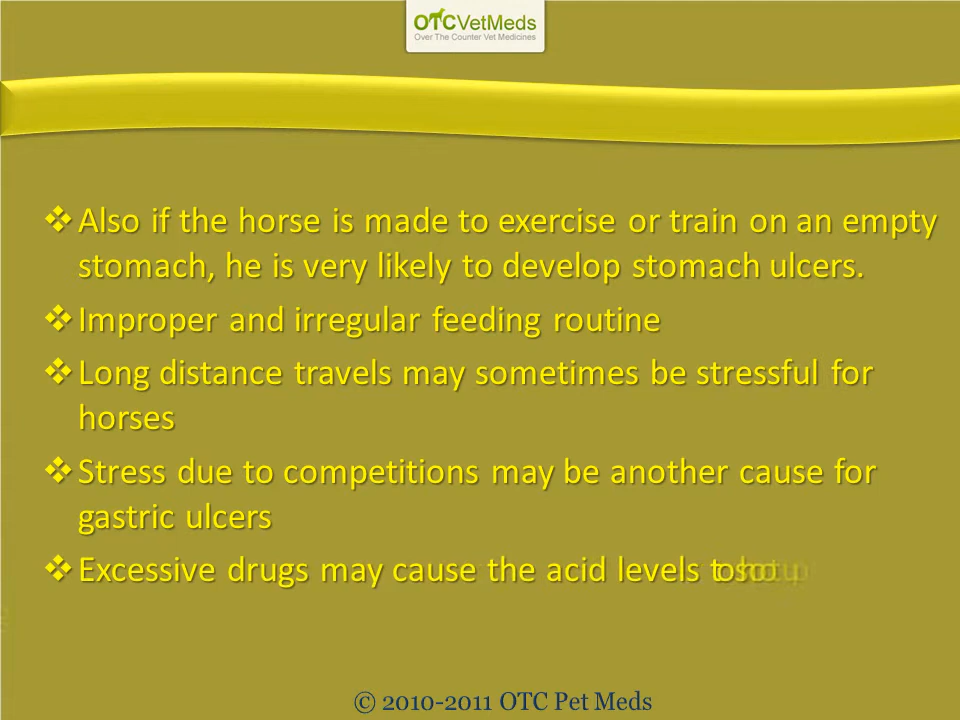 OTCVetMeds
Over The Counter Vet Medicines
❖ Also if the horse is made to exercise or train on an empty
stomach, he is very likely to develop stomach ulcers.
❖ Improper and irregular feeding routine
❖ Long distance travels may sometimes be stressful for
horses
❖ Stress due to competitions may be another cause for
gastric ulcers
❖ Excessive drugs may cause the acid levels to
© 2010-2011 OTC Pet Meds